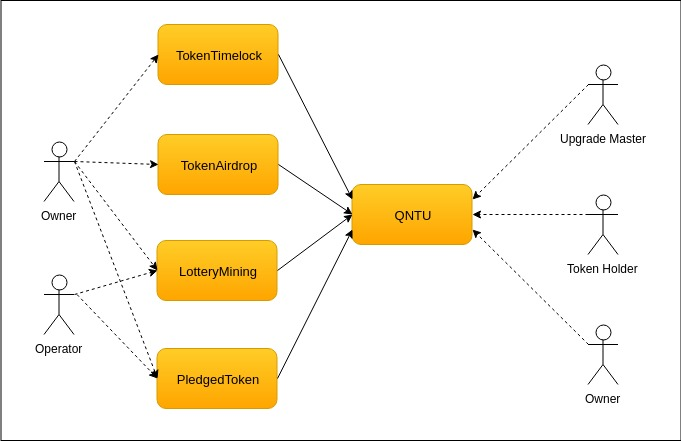 TokenTimelock
Upgrade Master
TokenAirdrop
Owner
QNTU
LotteryMining
Token Holder
Operator
PledgedToken
Owner